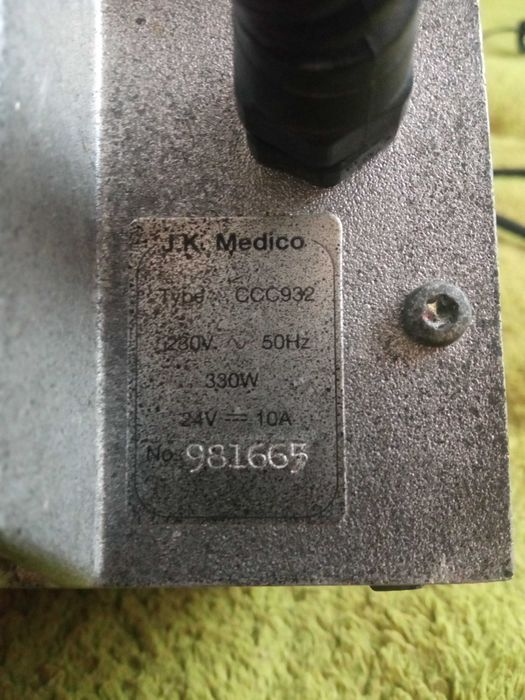 J.K. Medico
Type: CCC932
230V ~ 50Hz
330W
24V ⎓ 10A
No. 981665